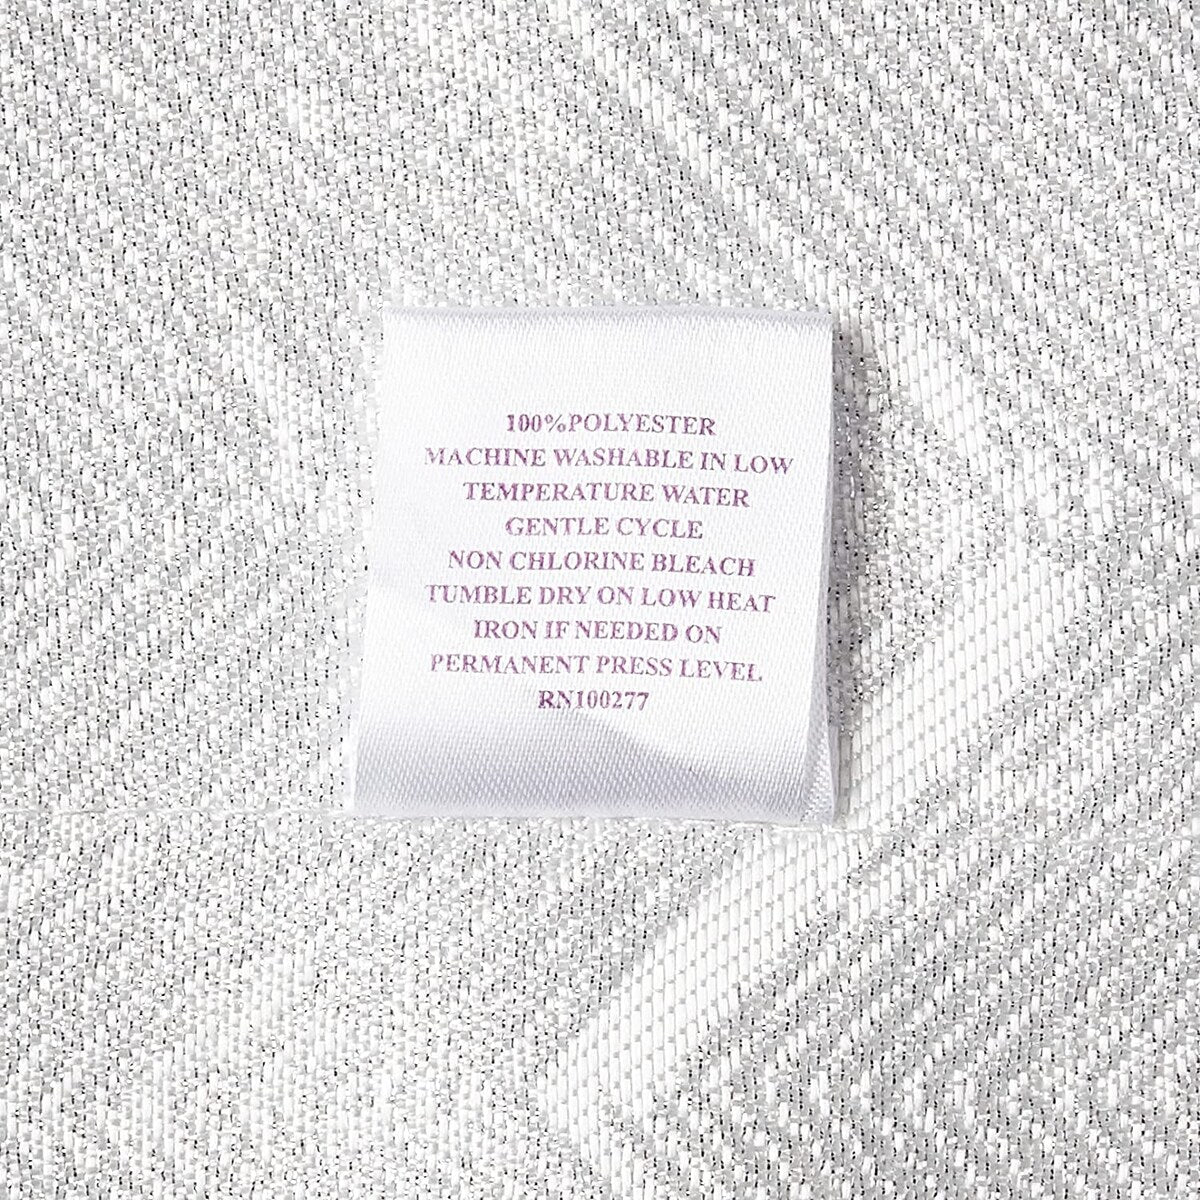 100%POLYESTER
MACHINE WASHABLE IN LOW
TEMPERATURE WATER
GENTLE CYCLE
NON CHLORINE BLEACH
TUMBLE DRY ON LOW HEAT
IRON IF NEEDED ON
PERMANENT PRESS LEVEL
RN100277